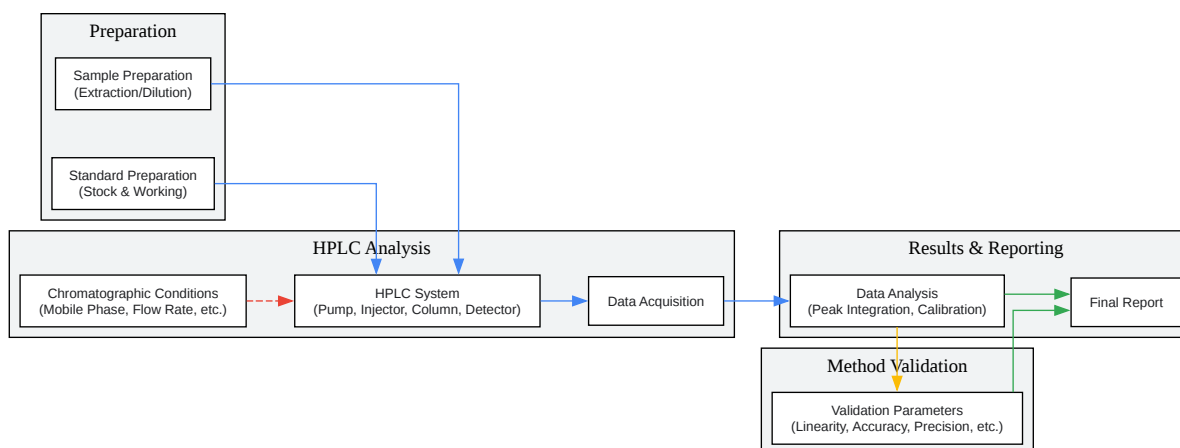 Preparation
Sample Preparation
(Extraction/Dilution)
Standard Preparation
(Stock & Working)
HPLC Analysis
Chromatographic Conditions
(Mobile Phase, Flow Rate, etc.)
HPLC System
(Pump, Injector, Column, Detector)
Data Acquisition
Results & Reporting
Data Analysis
(Peak Integration, Calibration)
Final Report
Method Validation
Validation Parameters
(Linearity, Accuracy, Precision, etc.)